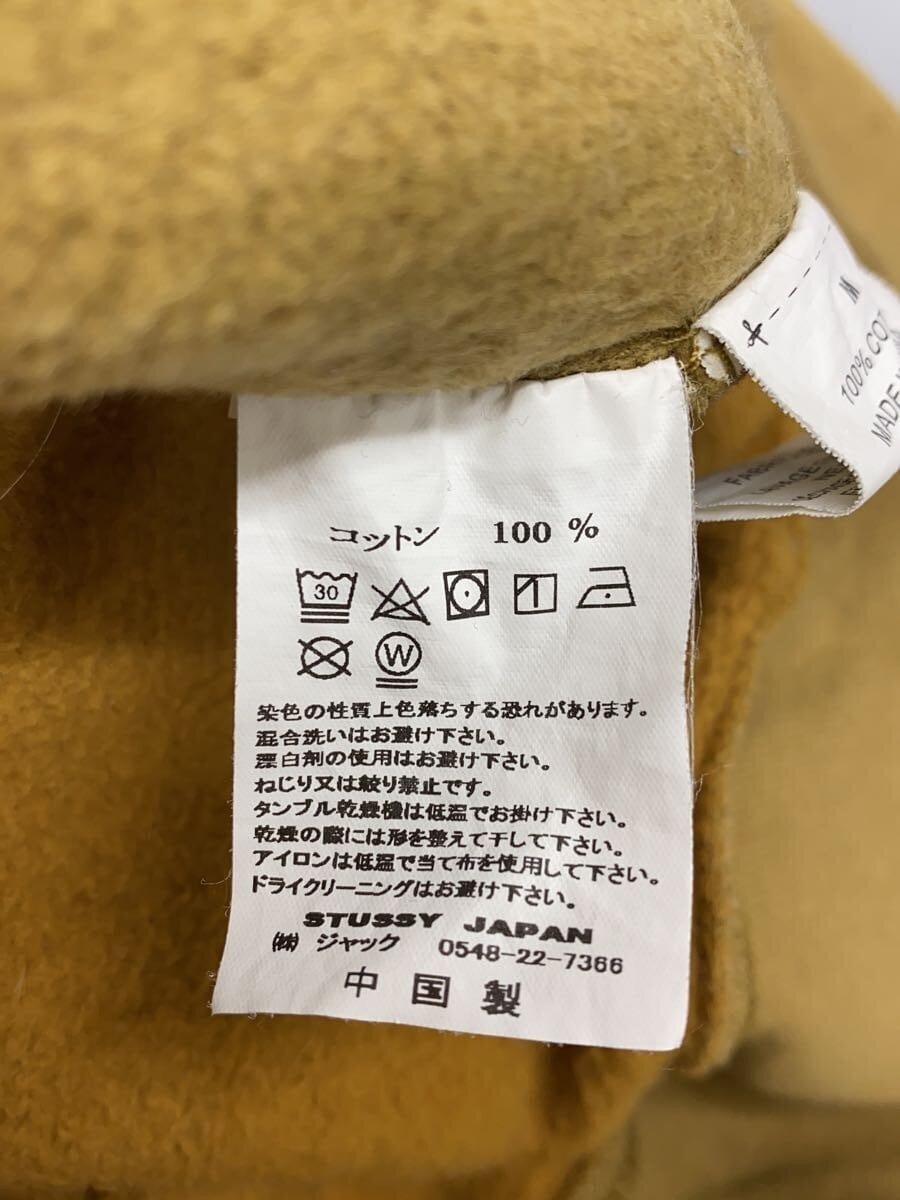 コットン 100 %
30
W
染色の性質上色落ちする恐れがあります。
混合洗いはお避け下さい。
漂白剤の使用はお避け下さい。
ねじり又は絞り禁止です。
タンブル乾燥機は低温でお掛け下さい。
乾燥の際には形を整えて干して下さい。
アイロンは低温で当て布を使用して下さい。
ドライクリーニングはお避け下さい。
STUSSY JAPAN
㈱ ジャック 0548-22-7366
中国製
M
100% COT
MADE